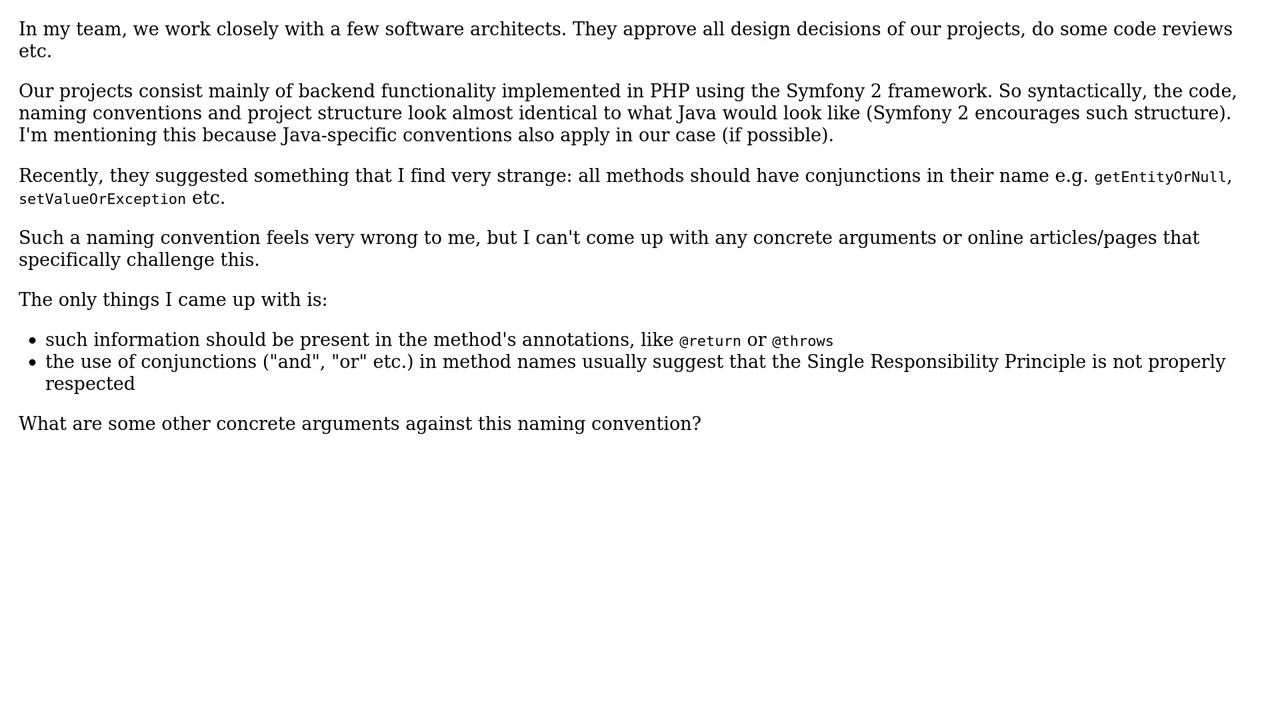 In my team, we work closely with a few software architects. They approve all design decisions of our projects, do some code reviews
etc.
Our projects consist mainly of backend functionality implemented in PHP using the Symfony 2 framework. So syntactically, the code,
naming conventions and project structure look almost identical to what Java would look like (Symfony 2 encourages such structure).
I'm mentioning this because Java-specific conventions also apply in our case (if possible).
Recently, they suggested something that I find very strange: all methods should have conjunctions in their name e.g. getEntityOrNull,
setValueOrException etc.
Such a naming convention feels very wrong to me, but I can't come up with any concrete arguments or online articles/pages that
specifically challenge this.
The only things I came up with is:
• such information should be present in the method's annotations, like @return or @throws
• the use of conjunctions ("and", "or" etc.) in method names usually suggest that the Single Responsibility Principle is not properly
respected
What are some other concrete arguments against this naming convention?